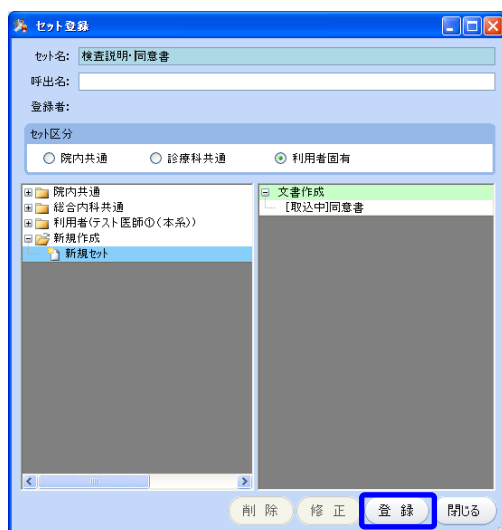 セット登録
セット名: 検査説明・同意書
呼出名:
登録者:
セット区分
院内共通 診療科共通 利用者固有
院内共通
総合内科共通
利用者(テスト医師①(本系))
新規作成
新規セット
文書作成
[取込中]同意書
削 除 修 正 登 録 閉じる